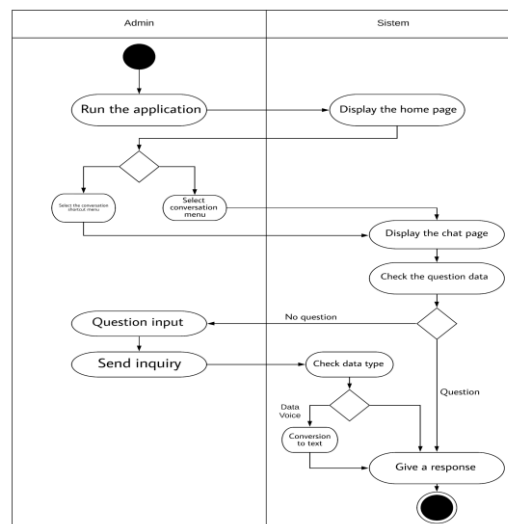 Admin
Sistem
Run the application
Display the home page
Select the conversation
shortcut menu
Select
conversation
menu
Display the chat page
Check the question data
No question
Question input
Send inquiry
Check data type
Question
Data
Voice
Conversion
to text
Give a response